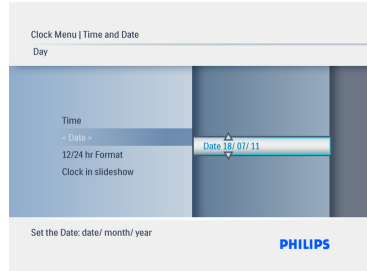 Clock Menu | Time and Date
Day
Time
< Date >
Date 18/ 07/ 11
12/24 hr Format
Clock in slideshow
Set the Date: date/ month/ year
PHILIPS